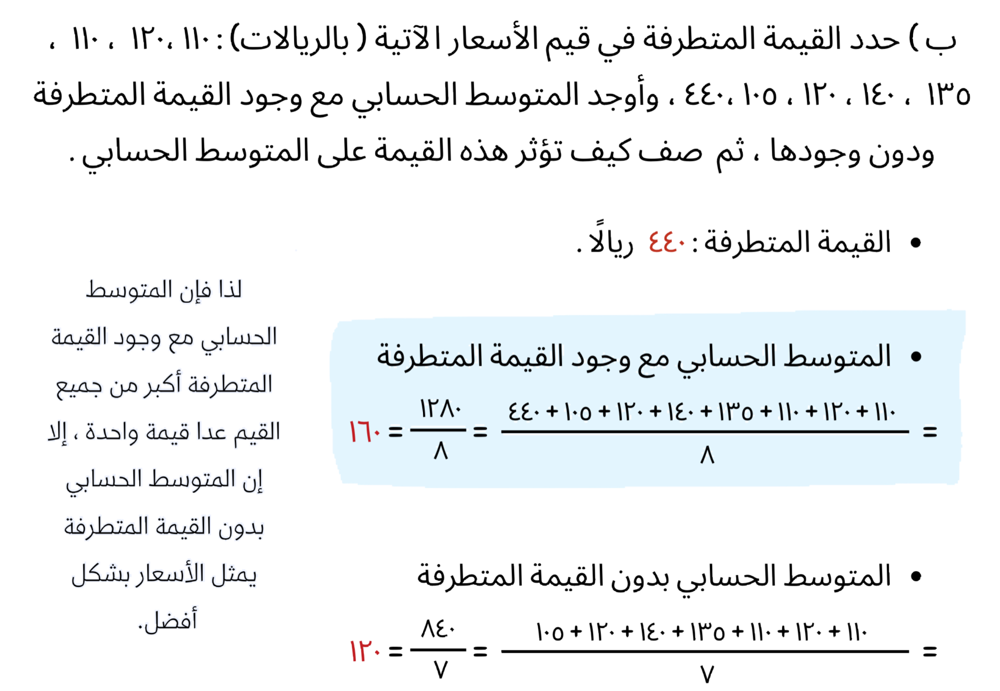 ب ) حدد القيمة المتطرفة في قيم الأسعار الآتية ( بالريالات) : ١١٠ ،١٢٠ ، ١١٠ ،
١٣٥ ، ١٤٠ ، ١٢٠ ، ١٠٥ ،٤٤٠ ، وأوجد المتوسط الحسابي مع وجود القيمة المتطرفة
ودون وجودها ، ثم صف كيف تؤثر هذه القيمة على المتوسط الحسابي .
• القيمة المتطرفة : ٤٤٠ ريالًا .
• المتوسط الحسابي مع وجود القيمة المتطرفة
١١٠ + ١٢٠ + ١١٠ + ١٣٥ + ١٤٠ + ١٢٠ + ١٠٥ + ٤٤٠
١٢٨٠
= = = ١٦٠
٨
٨
• المتوسط الحسابي بدون القيمة المتطرفة
١١٠ + ١٢٠ + ١١٠ + ١٣٥ + ١٤٠ + ١٢٠ + ١٠٥
٨٤٠
= = = ١٢٠
٧
٧
لذا فإن المتوسط
الحسابي مع وجود القيمة
المتطرفة أكبر من جميع
القيم عدا قيمة واحدة ، إلا
إن المتوسط الحسابي
بدون القيمة المتطرفة
يمثل الأسعار بشكل
أفضل.